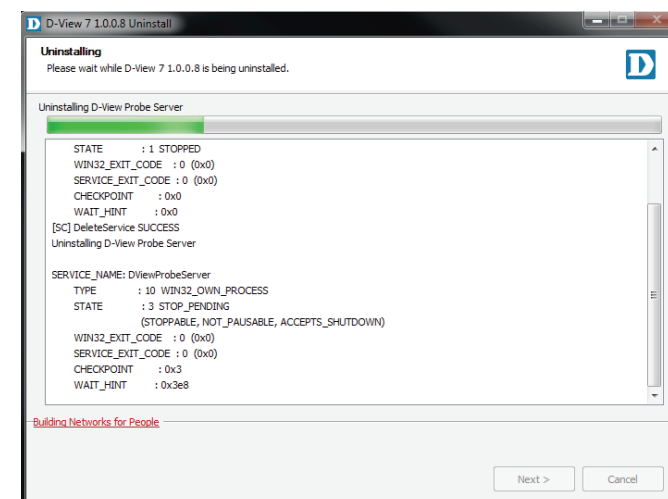 D D-View 7 1.0.0.8 Uninstall
Uninstalling
Please wait while D-View 7 1.0.0.8 is being uninstalled.
D
Uninstalling D-View Probe Server
STATE : 1 STOPPED
WIN32_EXIT_CODE : 0 (0x0)
SERVICE_EXIT_CODE : 0 (0x0)
CHECKPOINT : 0x0
WAIT_HINT : 0x0
[SC] DeleteService SUCCESS
Uninstalling D-View Probe Server
SERVICE_NAME: DViewProbeServer
TYPE : 10 WIN32_OWN_PROCESS
STATE : 3 STOP_PENDING
(STOPPABLE, NOT_PAUSABLE, ACCEPTS_SHUTDOWN)
WIN32_EXIT_CODE : 0 (0x0)
SERVICE_EXIT_CODE : 0 (0x0)
CHECKPOINT : 0x3
WAIT_HINT : 0x3e8
Building Networks for People
Next > Cancel